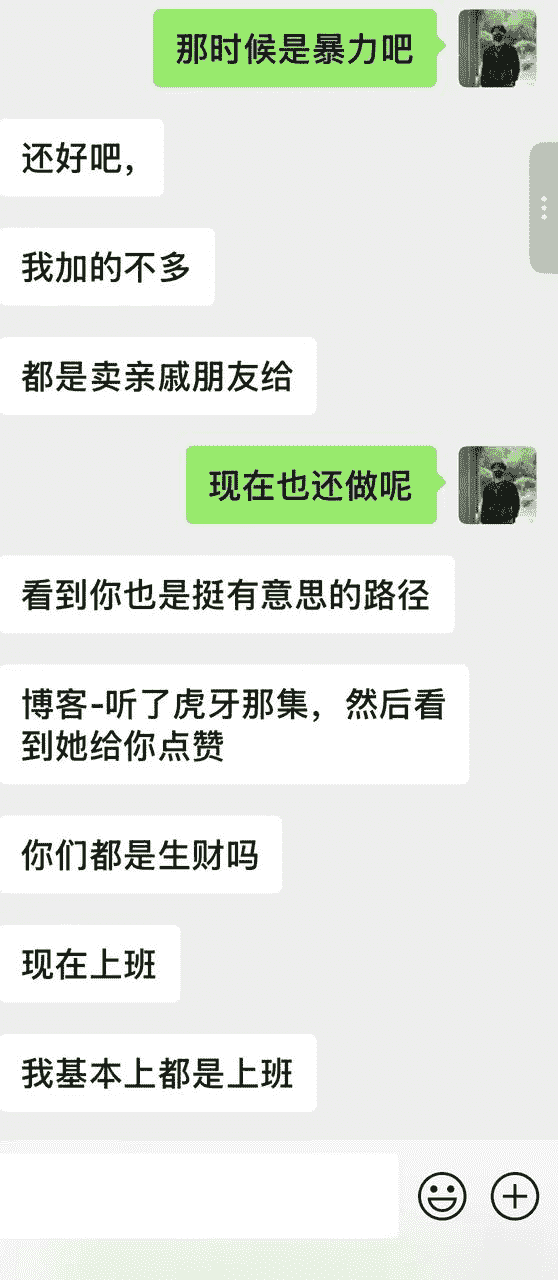 那时候是暴力吧
还好吧，
我加的不多
都是卖亲戚朋友给
现在也还做呢
看到你也是挺有意思的路径
博客-听了虎牙那集，然后看
到她给你点赞
你们都是生财吗
现在上班
我基本上都是上班